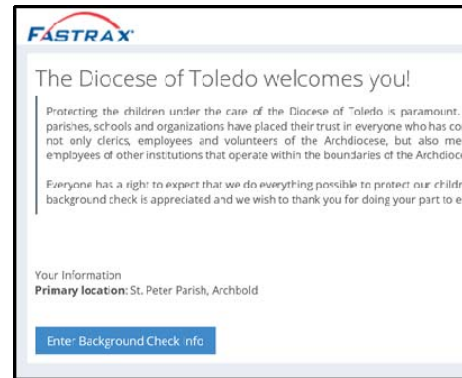 FASTRAX
The Diocese of Toledo welcomes you!
Protecting the children under the care of the Diocese of Toledo is paramount.
parishes, schools and organizations have placed their trust in everyone who has co
not only clerics, employees and volunteers of the Archdiocese, but also me
employees of other institutions that operate within the boundaries of the Archdioce
Everyone has a right to expect that we do everything possible to protect our childr
background check is appreciated and we wish to thank you for doing your part to e
Your Information
Primary location: St. Peter Parish, Archbold
Enter Background Check Info